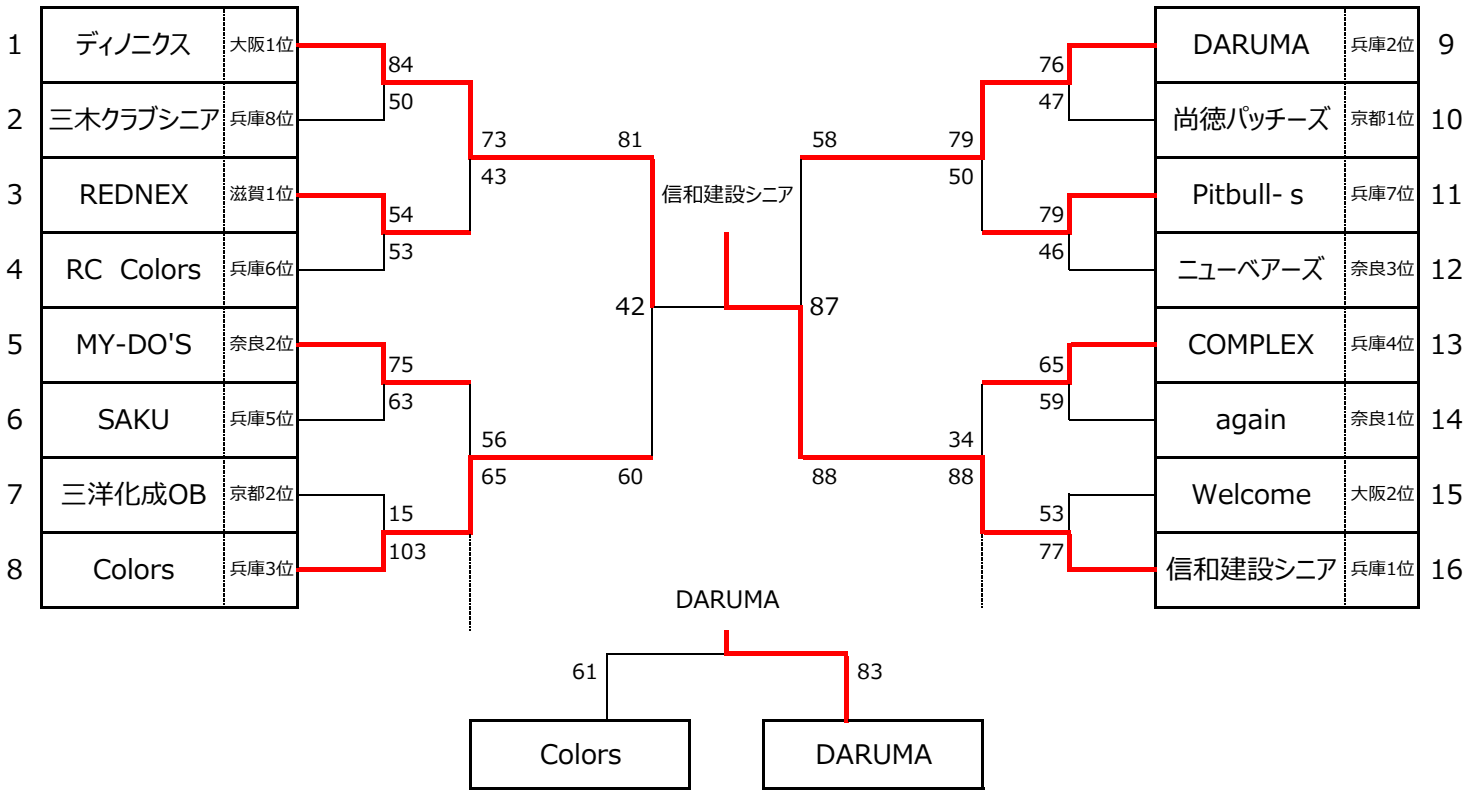 1 ディノニクス 大阪1位 84 76 DARUMA 兵庫2位 9
2 三木クラブシニア 兵庫8位 50 47 尚徳パッチーズ 京都1位 10
73 81 58 79
3 REDNEX 滋賀1位 43 信和建設シニア 50 Pitbull- s 兵庫7位 11
54 79
53 46
4 RC Colors 兵庫6位 ニューベアーズ 奈良3位 12
42 87
5 MY-DO'S 奈良2位 COMPLEX 兵庫4位 13
75 65
63 59
6 SAKU 兵庫5位 again 奈良1位 14
56 34
65 60 88 88
7 三洋化成OB 京都2位 Welcome 大阪2位 15
15 53
103 77
8 Colors 兵庫3位 信和建設シニア 兵庫1位 16
DARUMA
61 83
Colors DARUMA